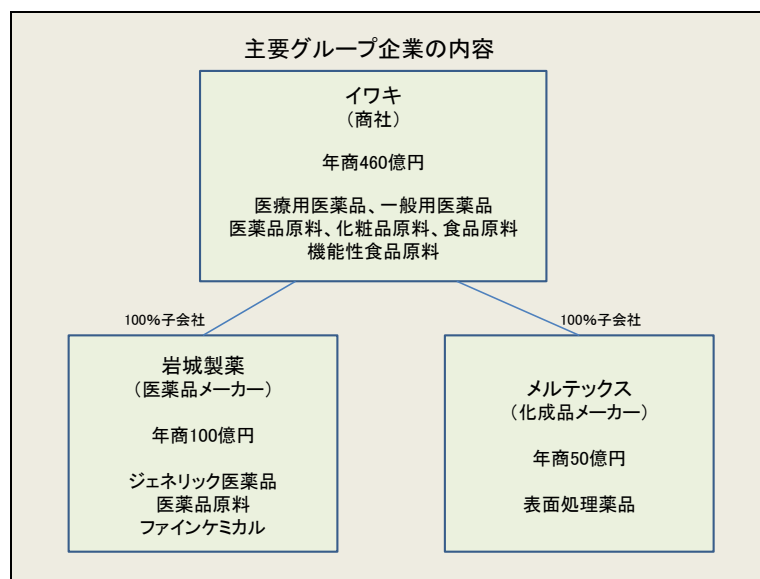 主要グループ企業の内容
イワキ
（商社）
年商460億円
医療用医薬品、一般用医薬品
医薬品原料、化粧品原料、食品原料
機能性食品原料
100%子会社
100%子会社
岩城製薬
（医薬品メーカー）
年商100億円
ジェネリック医薬品
医薬品原料
ファインケミカル
メルテックス
（化成品メーカー）
年商50億円
表面処理薬品